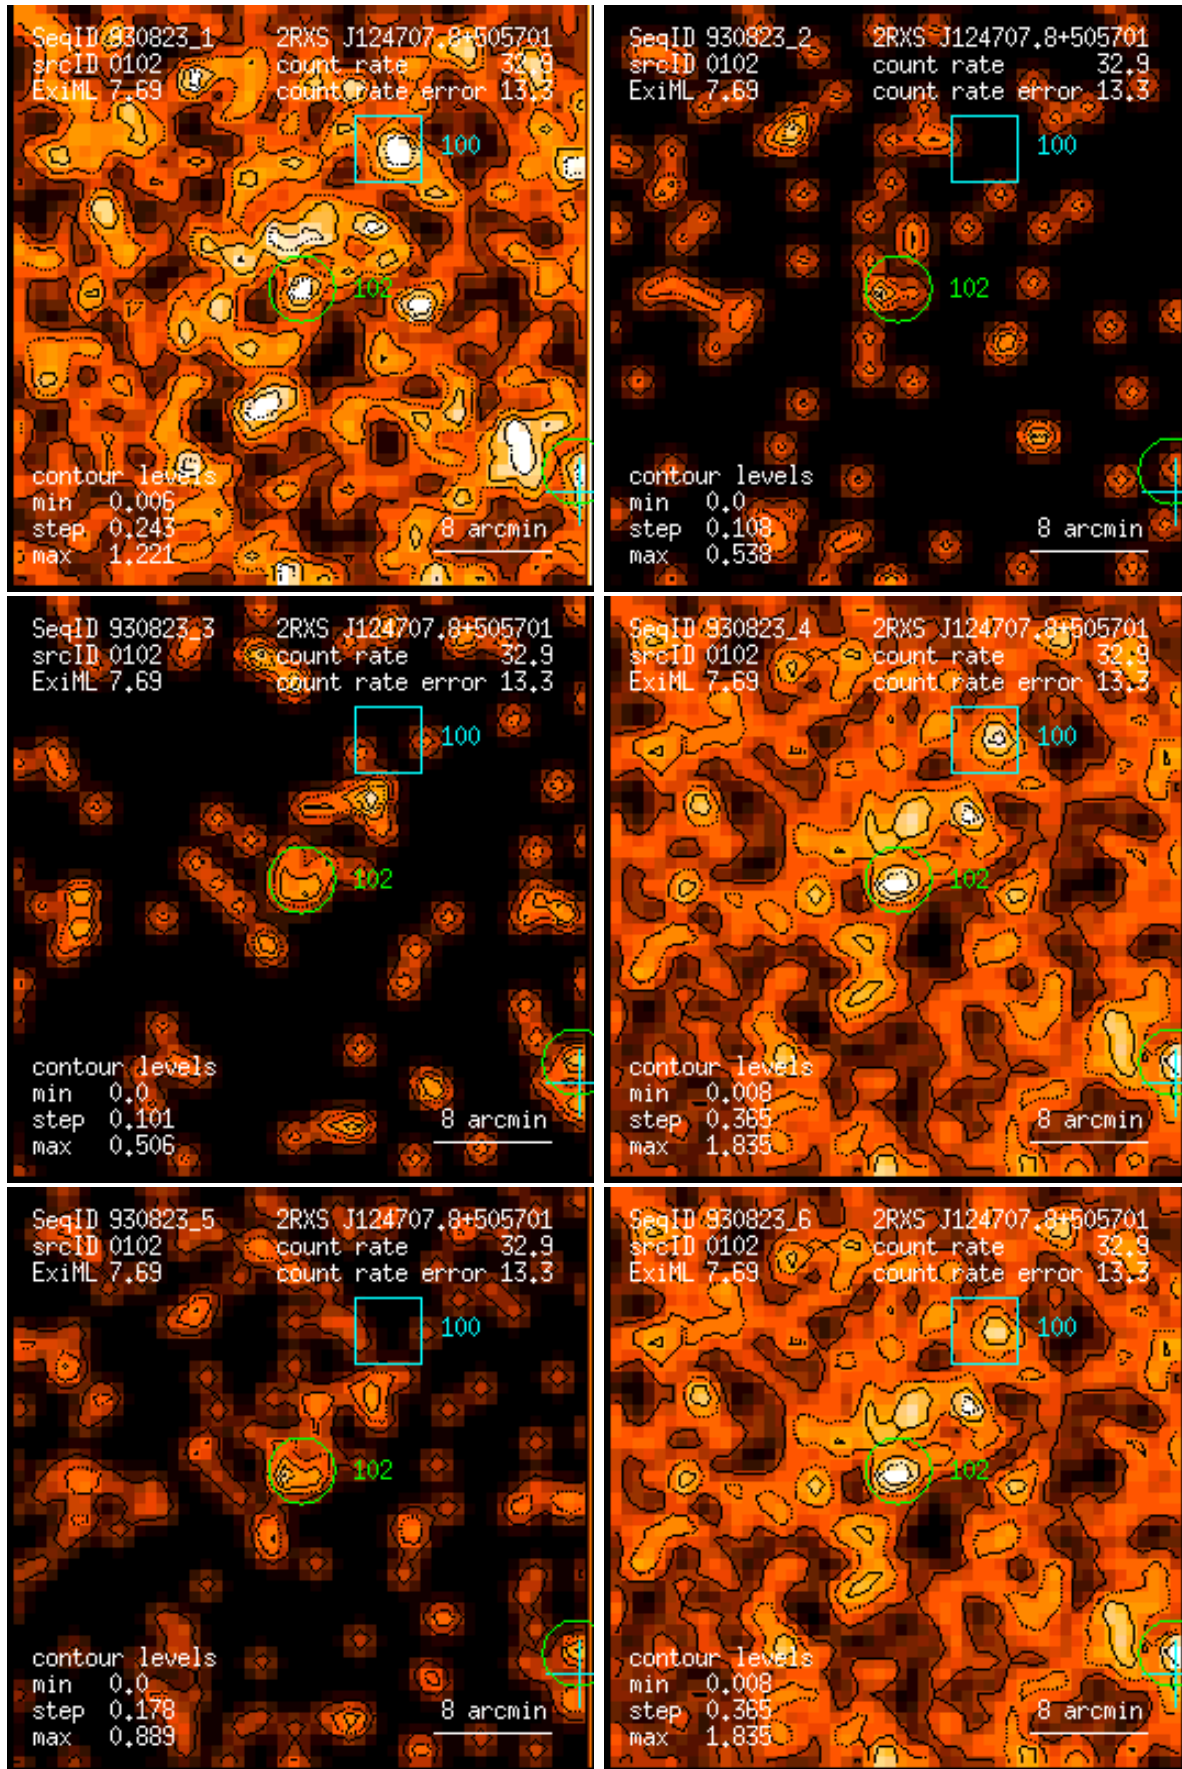 SeqID 930823_1 2RXS J124707.8+505701
srcID 0102 count rate 32.9
ExiML 7.69 count rate error 13.3
100
102
contour levels
min 0.006
step 0.243 8 arcmin
max 1.221
SeqID 930823_2 2RXS J124707.8+505701
srcID 0102 count rate 32.9
ExiML 7.69 count rate error 13.3
100
102
contour levels
min 0.0
step 0.108 8 arcmin
max 0.538
SeqID 930823_3 2RXS J124707.8+505701
srcID 0102 count rate 32.9
ExiML 7.69 count rate error 13.3
100
102
contour levels
min 0.0
step 0.101 8 arcmin
max 0.506
SeqID 930823_4 2RXS J124707.8+505701
srcID 0102 count rate 32.9
ExiML 7.69 count rate error 13.3
100
102
contour levels
min 0.008
step 0.365 8 arcmin
max 1.835
SeqID 930823_5 2RXS J124707.8+505701
srcID 0102 count rate 32.9
ExiML 7.69 count rate error 13.3
100
102
contour levels
min 0.0
step 0.178 8 arcmin
max 0.889
SeqID 930823_6 2RXS J124707.8+505701
srcID 0102 count rate 32.9
ExiML 7.69 count rate error 13.3
100
102
contour levels
min 0.008
step 0.365 8 arcmin
max 1.835